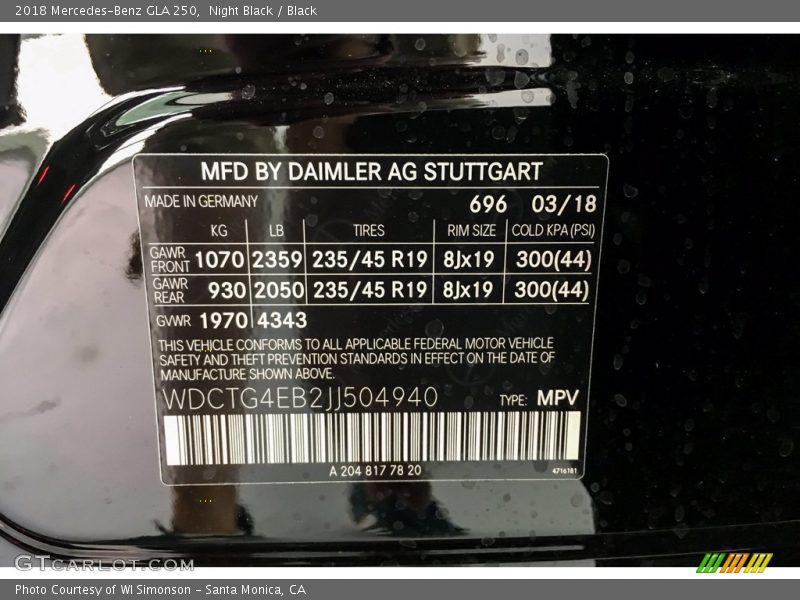 2018 Mercedes-Benz GLA 250,  Night Black / Black
MFD BY DAIMLER AG STUTTGART
MADE IN GERMANY 696 03/18
KG LB TIRES RIM SIZE COLD KPA (PSI)
GAWR FRONT 1070 2359 235/45 R19 8Jx19 300(44)
GAWR REAR 930 2050 235/45 R19 8Jx19 300(44)
GVWR 1970 4343
THIS VEHICLE CONFORMS TO ALL APPLICABLE FEDERAL MOTOR VEHICLE
SAFETY AND THEFT PREVENTION STANDARDS IN EFFECT ON THE DATE OF
MANUFACTURE SHOWN ABOVE.
WDCTG4EB2JJ504940 TYPE: MPV
A 204 817 78 20 4716181
GTCARLOT.COM
Photo Courtesy of WI Simonson - Santa Monica, CA